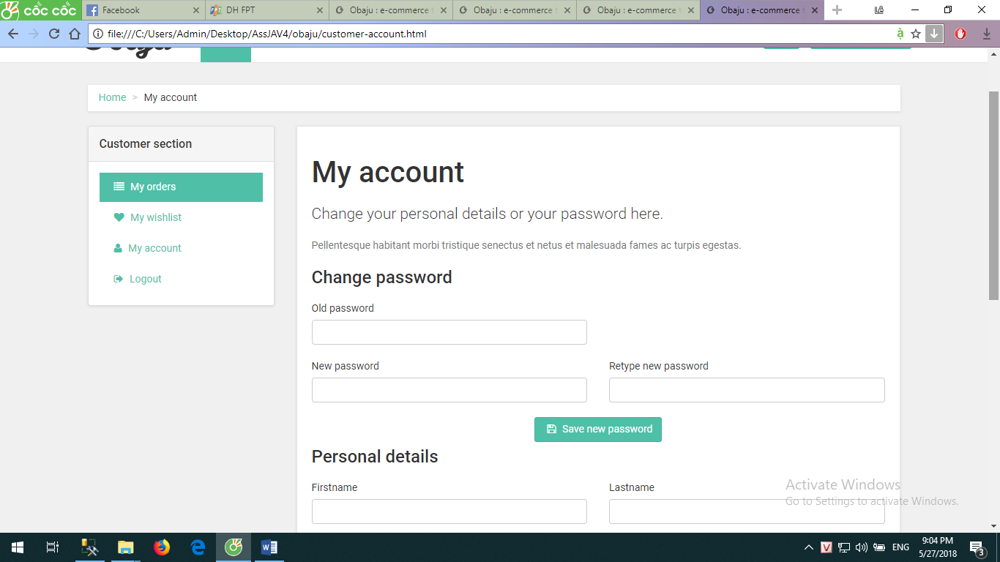 cốc cốc
Facebook
DH FPT
Obaju : e-commerce
Obaju : e-commerce
Obaju : e-commerce
Obaju : e-commerce
file:///C:/Users/Admin/Desktop/AssJAV4/obaju/customer-account.html
Home > My account
Customer section
My orders
My wishlist
My account
Logout
My account
Change your personal details or your password here.
Pellentesque habitant morbi tristique senectus et netus et malesuada fames ac turpis egestas.
Change password
Old password
New password
Retype new password
Save new password
Personal details
Firstname
Lastname
Activate Windows
Go to Settings to activate Windows.
ENG
9:04 PM
5/27/2018
3